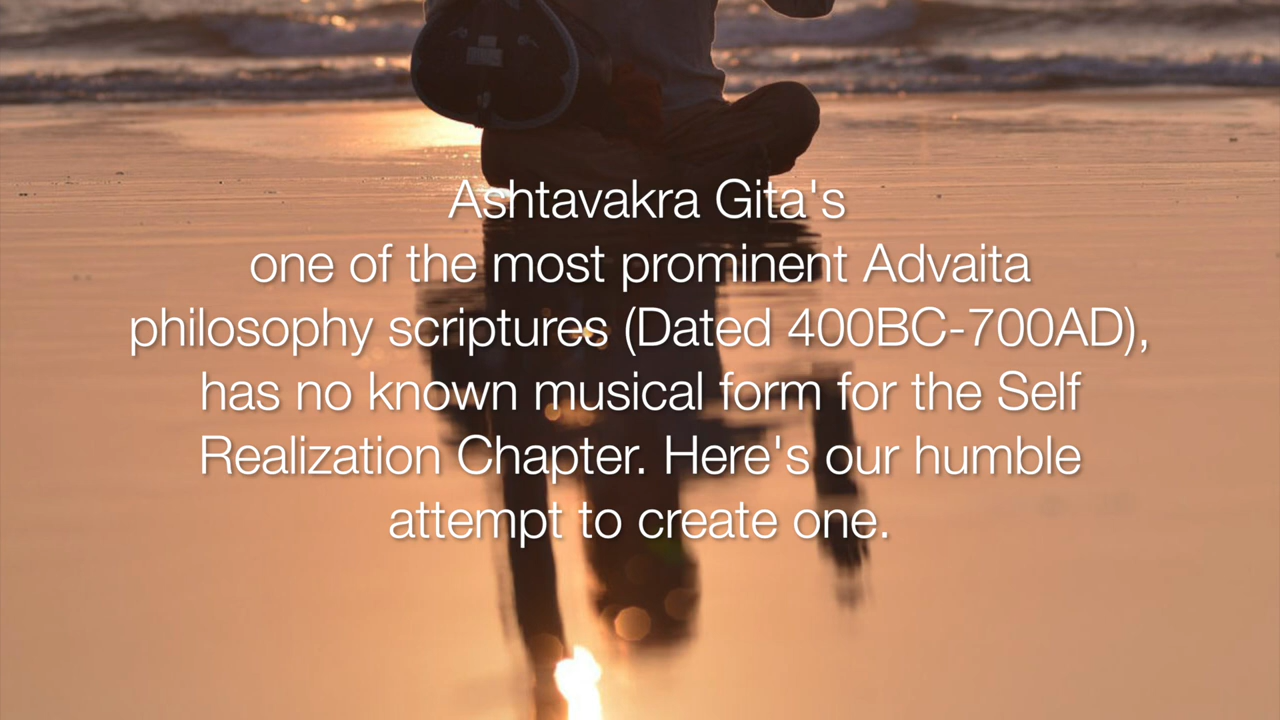 Ashtavakra Gita's
one of the most prominent Advaita
philosophy scriptures (Dated 400BC-700AD),
has no known musical form for the Self
Realization Chapter. Here's our humble
attempt to create one.